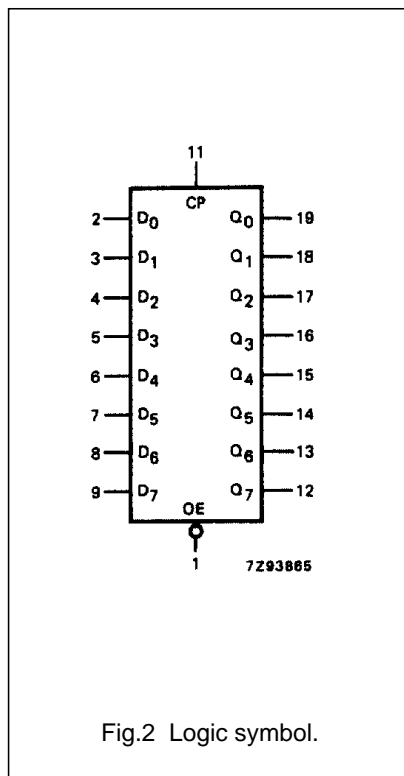 11
CP
2 D0 Q0 19
3 D1 Q1 18
4 D2 Q2 17
5 D3 Q3 16
6 D4 Q4 15
7 D5 Q5 14
8 D6 Q6 13
9 D7 Q7 12
OE
1 7Z93865
Fig.2 Logic symbol.